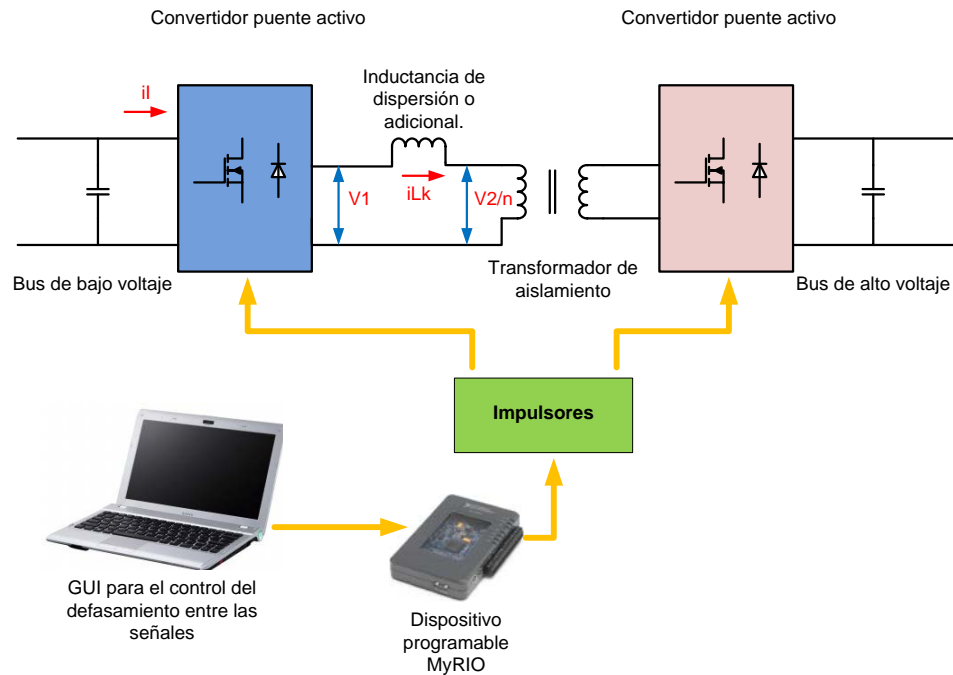 Convertidor puente activo
Convertidor puente activo
iI
Inductancia de
dispersión o
adicional.
V1
iLk
V2/n
Bus de bajo voltaje
Transformador de
aislamiento
Bus de alto voltaje
Impulsores
GUI para el control del
defasamiento entre las
señales
Dispositivo
programable
MyRIO